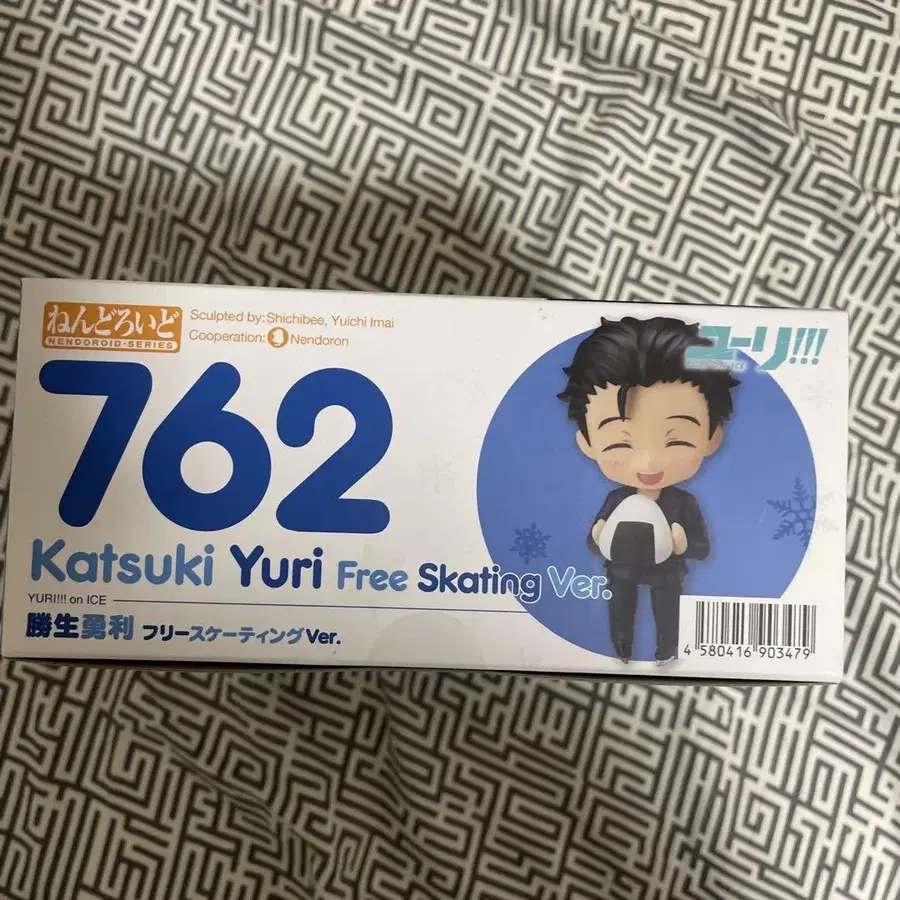 ねんどろいど
NENDOROID-SERIES
Sculpted by: Shichibee, Yuichi Imai
Cooperation: Nendoron
ユーリ!!!
762
Katsuki Yuri Free Skating Ver.
YURI!!! on ICE
勝生勇利 フリースケーティングVer.
4 580416 903479